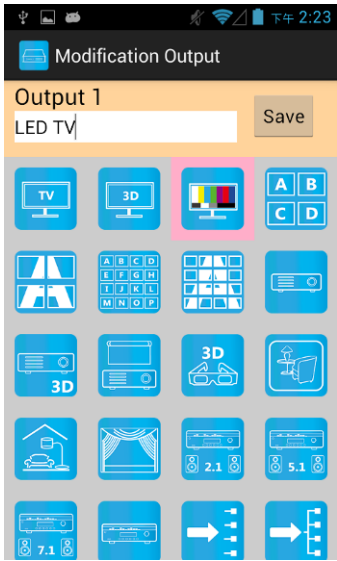 下午 2:23
Modification Output
Output 1
LED TV
Save
TV
3D
A B
C D
A B C D
E F G H
I J K L
M N O P
3D
3D
2.1
5.1
7.1